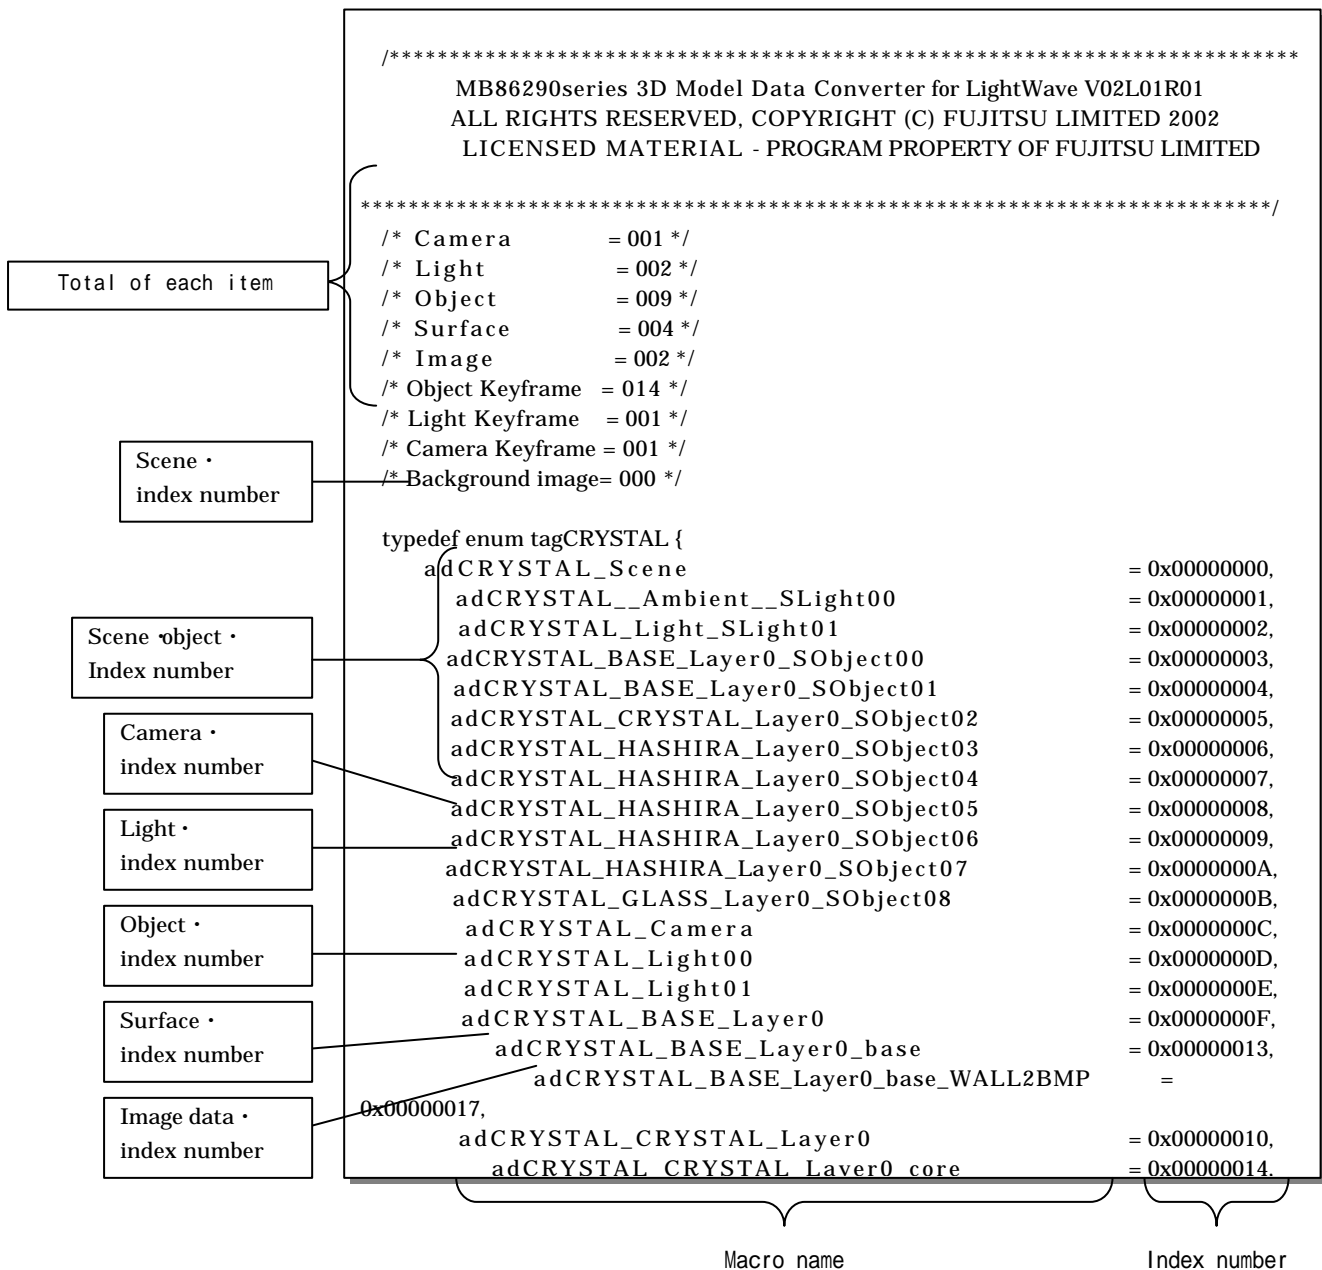 /****************************************************************************
MB86290series 3D Model Data Converter for LightWave V02L01R01
ALL RIGHTS RESERVED, COPYRIGHT (C) FUJITSU LIMITED 2002
LICENSED MATERIAL - PROGRAM PROPERTY OF FUJITSU LIMITED
****************************************************************************/
/* Camera = 001 */
/* Light = 002 */
/* Object = 009 */
/* Surface = 004 */
/* Image = 002 */
/* Object Keyframe = 014 */
/* Light Keyframe = 001 */
/* Camera Keyframe = 001 */
/* Background image= 000 */
typedef enum tagCRYSTAL {
adCRYSTAL_Scene = 0x00000000,
adCRYSTAL__Ambient__SLight00 = 0x00000001,
adCRYSTAL_Light_SLight01 = 0x00000002,
adCRYSTAL_BASE_Layer0_SObject00 = 0x00000003,
adCRYSTAL_BASE_Layer0_SObject01 = 0x00000004,
adCRYSTAL_CRYSTAL_Layer0_SObject02 = 0x00000005,
adCRYSTAL_HASHIRA_Layer0_SObject03 = 0x00000006,
adCRYSTAL_HASHIRA_Layer0_SObject04 = 0x00000007,
adCRYSTAL_HASHIRA_Layer0_SObject05 = 0x00000008,
adCRYSTAL_HASHIRA_Layer0_SObject06 = 0x00000009,
adCRYSTAL_HASHIRA_Layer0_SObject07 = 0x0000000A,
adCRYSTAL_GLASS_Layer0_SObject08 = 0x0000000B,
adCRYSTAL_Camera = 0x0000000C,
adCRYSTAL_Light00 = 0x0000000D,
adCRYSTAL_Light01 = 0x0000000E,
adCRYSTAL_BASE_Layer0 = 0x0000000F,
adCRYSTAL_BASE_Layer0_base = 0x00000013,
adCRYSTAL_BASE_Layer0_base_WALL2BMP =
0x00000017,
adCRYSTAL_CRYSTAL_Layer0 = 0x00000010,
adCRYSTAL_CRYSTAL_Layer0_core = 0x00000014,
Total of each item
Scene・
index number
Scene・object・
Index number
Camera・
index number
Light・
index number
Object・
index number
Surface・
index number
Image data・
index number
Macro name
Index number